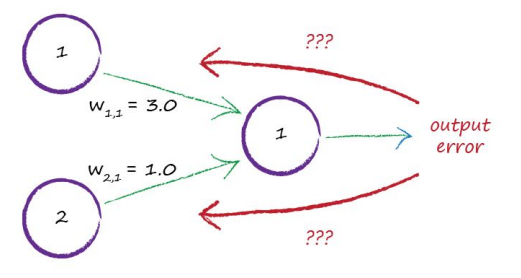 1
???
w1,1 = 3.0
1
output
error
w2,1 = 1.0
2
???